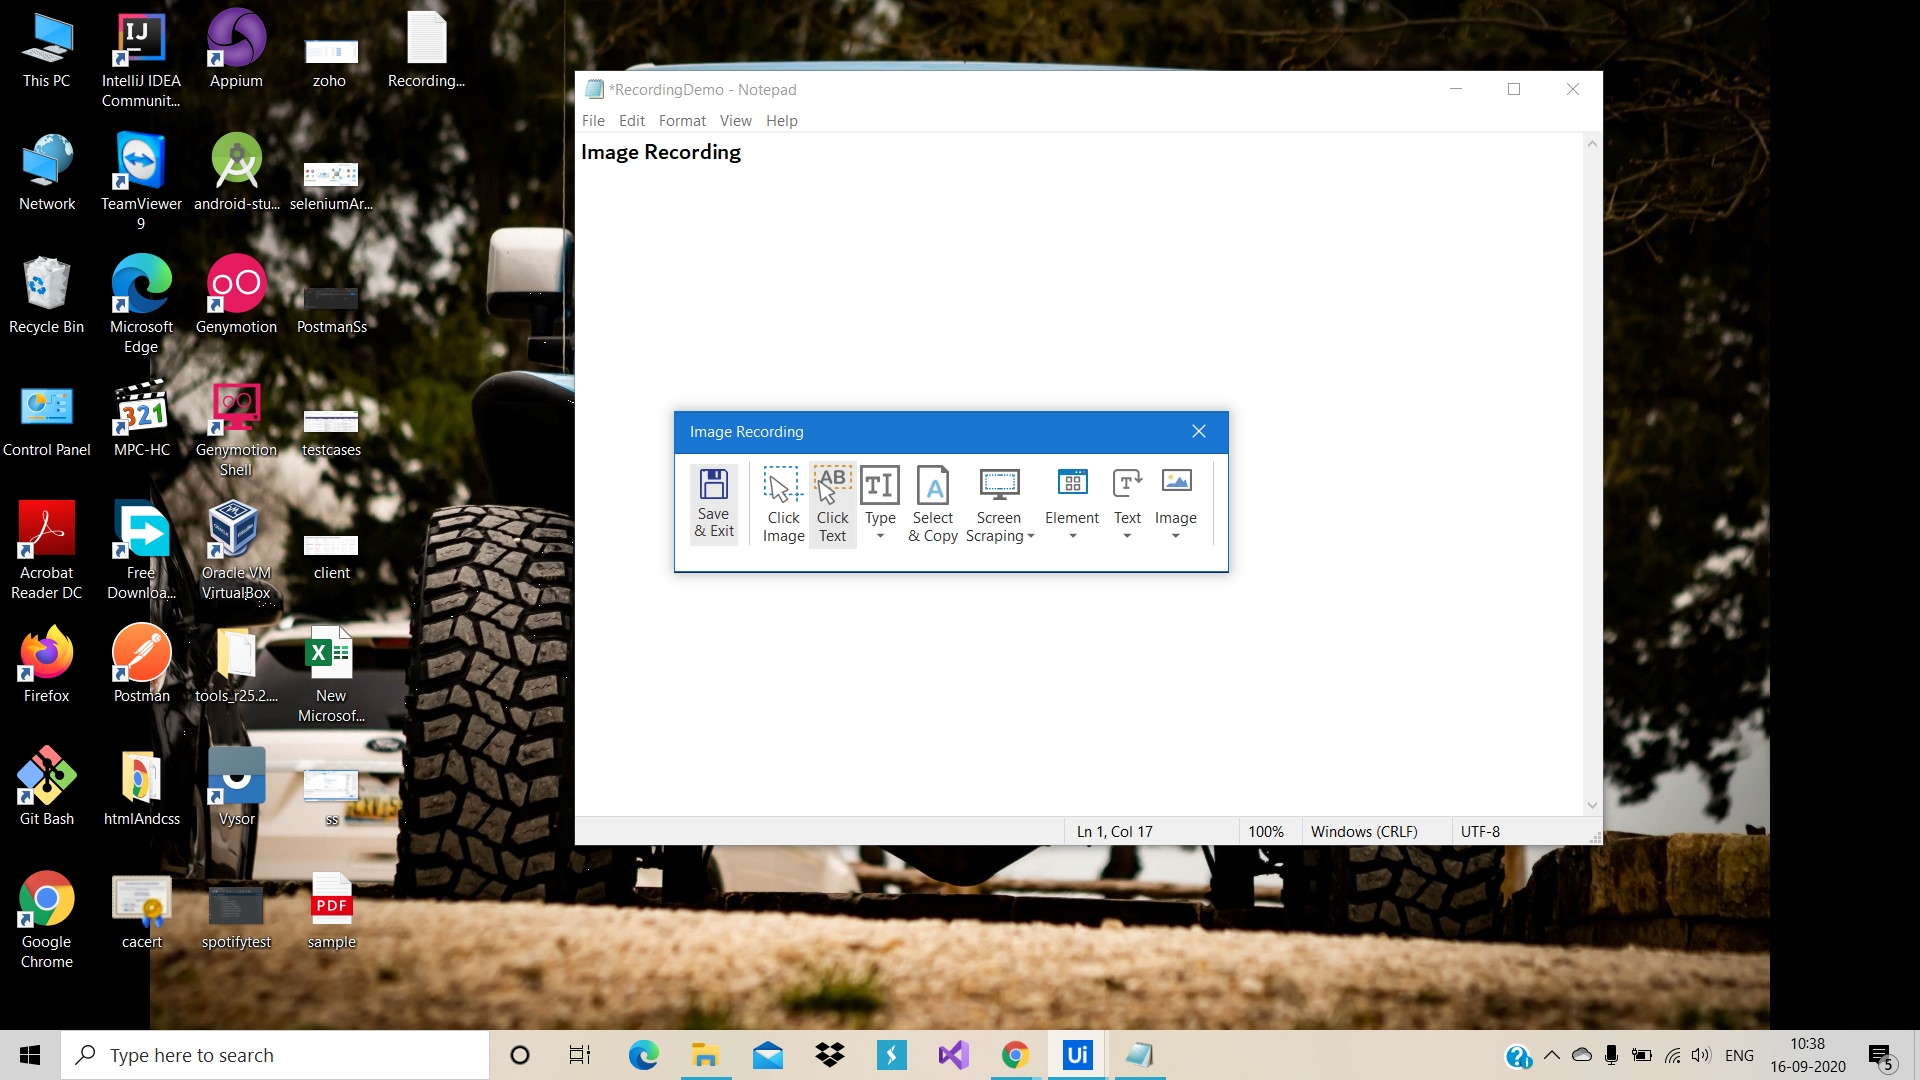 This PC
IntelliJ IDEA
Communit...
Appium
zoho
Recording...
Network
TeamViewer
9
android-stu...
seleniumAr...
Recycle Bin
Microsoft
Edge
Genymotion
PostmanSs
Control Panel
MPC-HC
Genymotion
Shell
testcases
Acrobat
Reader DC
Free
Downloa...
Oracle VM
VirtualBox
client
Firefox
Postman
tools_r25.2....
New
Microsof...
Git Bash
htmlAndcss
Vysor
ss
Google
Chrome
cacert
spotifytest
PDF
sample
*RecordingDemo - Notepad
File Edit Format View Help
Image Recording
Image Recording
Save
& Exit
Click
Image
Click
Text
Type
Select
& Copy
Screen
Scraping
Element
Text
Image
Ln 1, Col 17
100%
Windows (CRLF)
UTF-8
Type here to search
Ui
ENG
10:38
16-09-2020
5